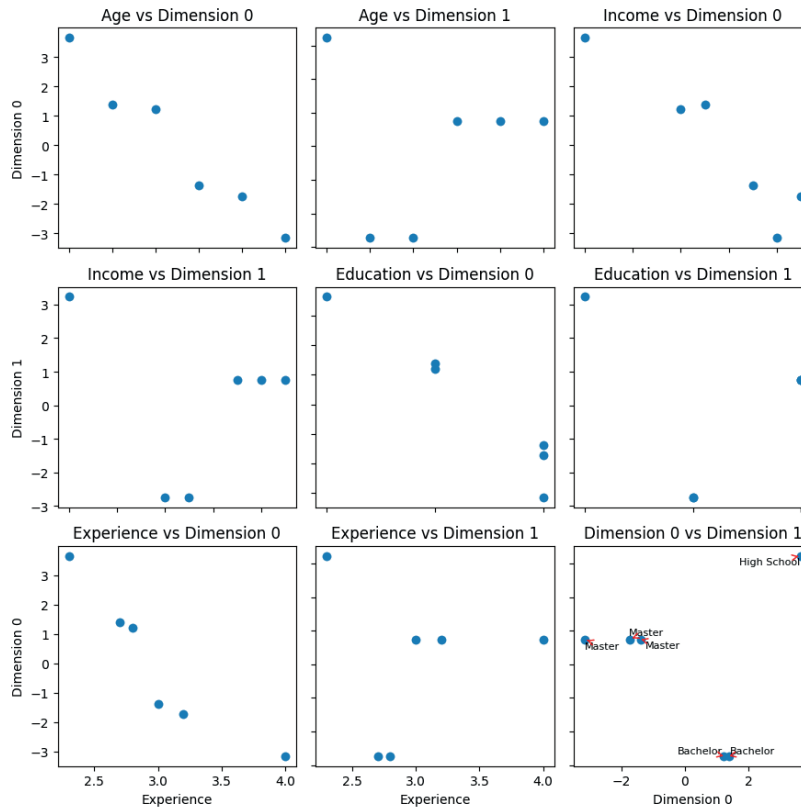 Age vs Dimension 0
Age vs Dimension 1
Income vs Dimension 0
3
2
1
0
−1
−2
−3
Dimension 0
Income vs Dimension 1
Education vs Dimension 0
Education vs Dimension 1
3
2
1
0
−1
−2
−3
Dimension 1
Experience vs Dimension 0
Experience vs Dimension 1
Dimension 0 vs Dimension 1
3
2
1
0
−1
−2
−3
Dimension 0
High School
Master
Master
Master
Bachelor
Bachelor
2.5 3.0 3.5 4.0
2.5 3.0 3.5 4.0
−2 0 2
Experience
Experience
Dimension 0